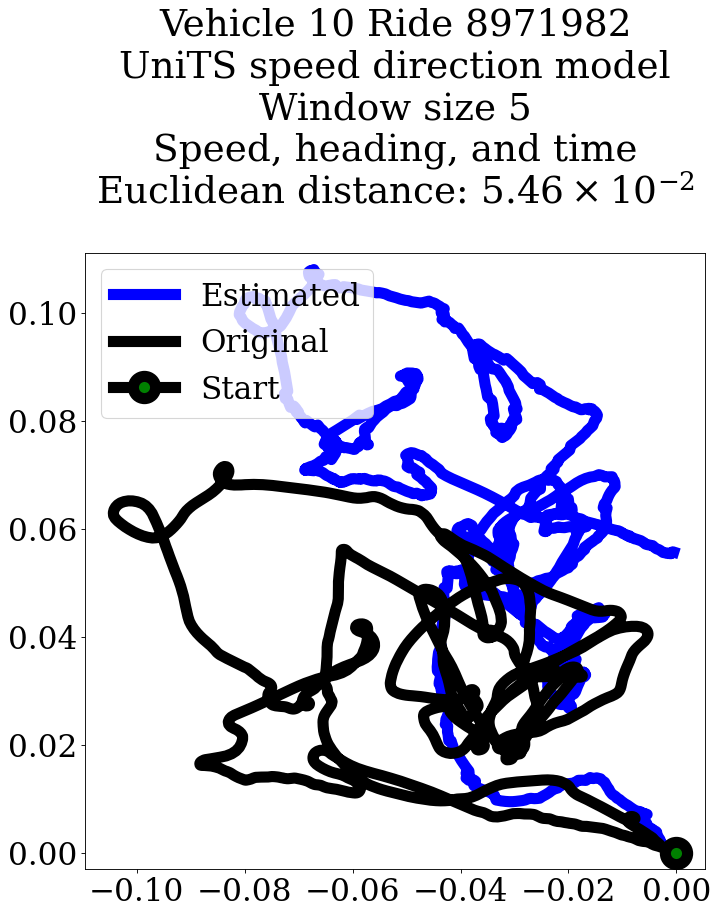 Vehicle 10 Ride 8971982
UniTS speed direction model
Window size 5
Speed, heading, and time
Euclidean distance: 5.46 × 10⁻²
Estimated
Original
Start
0.10
0.08
0.06
0.04
0.02
0.00
−0.10 −0.08 −0.06 −0.04 −0.02 0.00